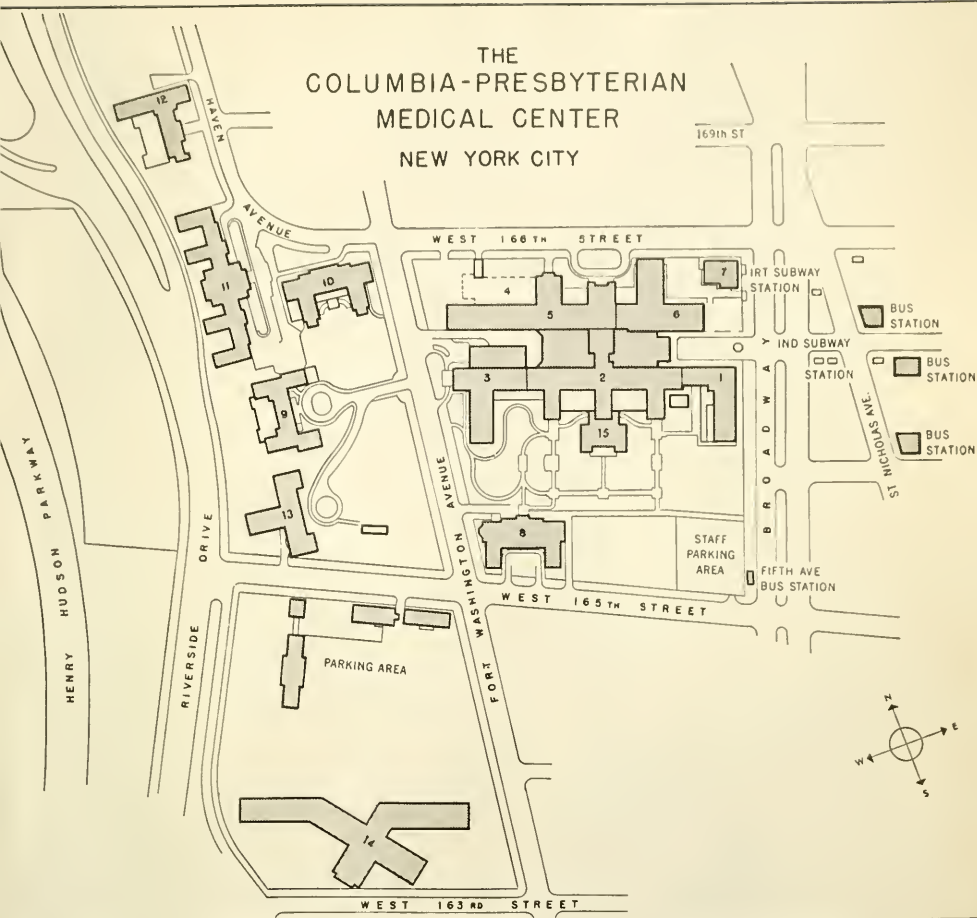 THE
COLUMBIA-PRESBYTERIAN
MEDICAL CENTER
NEW YORK CITY
169th ST
HAVEN
AVENUE
WEST 168TH STREET
IRT SUBWAY
STATION
BUS
STATION
IND SUBWAY
STATION
BUS
STATION
BUS
STATION
ST NICHOLAS AVE.
BROADWAY
12
11
10
4
5
6
7
3
2
1
9
15
13
8
STAFF
PARKING
AREA
FIFTH AVE
BUS STATION
WEST 165TH STREET
FORT WASHINGTON AVENUE
RIVERSIDE DRIVE
HENRY HUDSON PARKWAY
PARKING AREA
N
E
W
S
14
WEST 163RD STREET